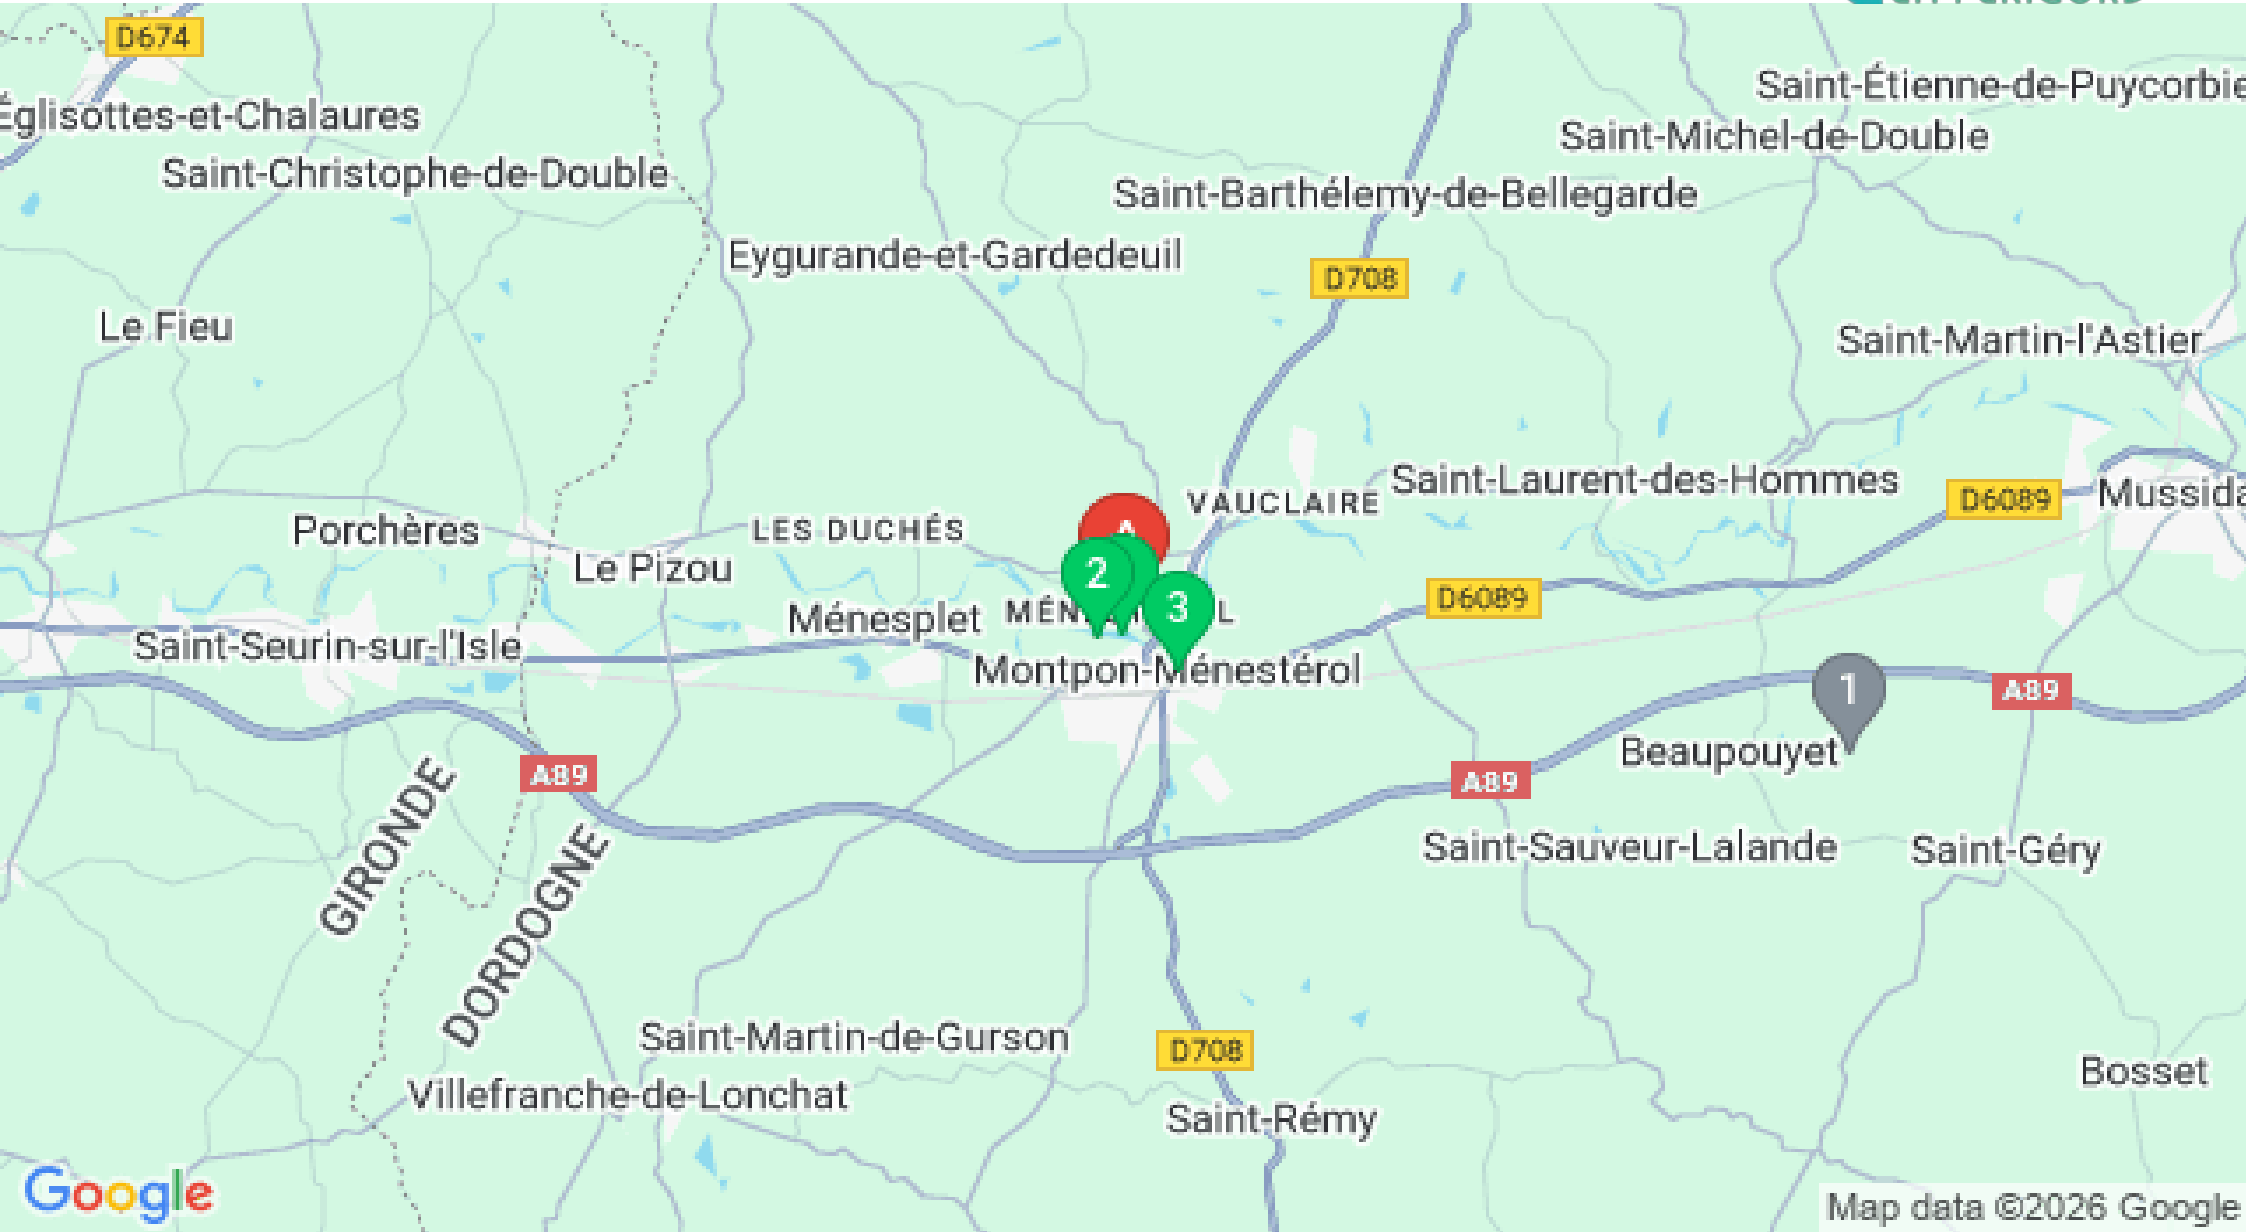 D674
Saint-Étienne-de-Puycorbie
Églisottes-et-Chalaures
Saint-Michel-de-Double
Saint-Christophe-de-Double
Saint-Barthélemy-de-Bellegarde
Eygurande-et-Gardedeuil
D708
Le Fieu
Saint-Martin-l'Astier
Saint-Laurent-des-Hommes
VAUCLAIRE
D6089
Mussida
Porchères
LES DUCHÉS
A
Le Pizou
2
3
D6089
Ménesplet
Saint-Seurin-sur-l'Isle
Montpon-Ménestérol
1
A89
A89
Beaupouyet
A89
GIRONDE
DORDOGNE
Saint-Sauveur-Lalande
Saint-Géry
Saint-Martin-de-Gurson
D708
Bosset
Villefranche-de-Lonchat
Saint-Rémy
Google
Map data ©2026 Google